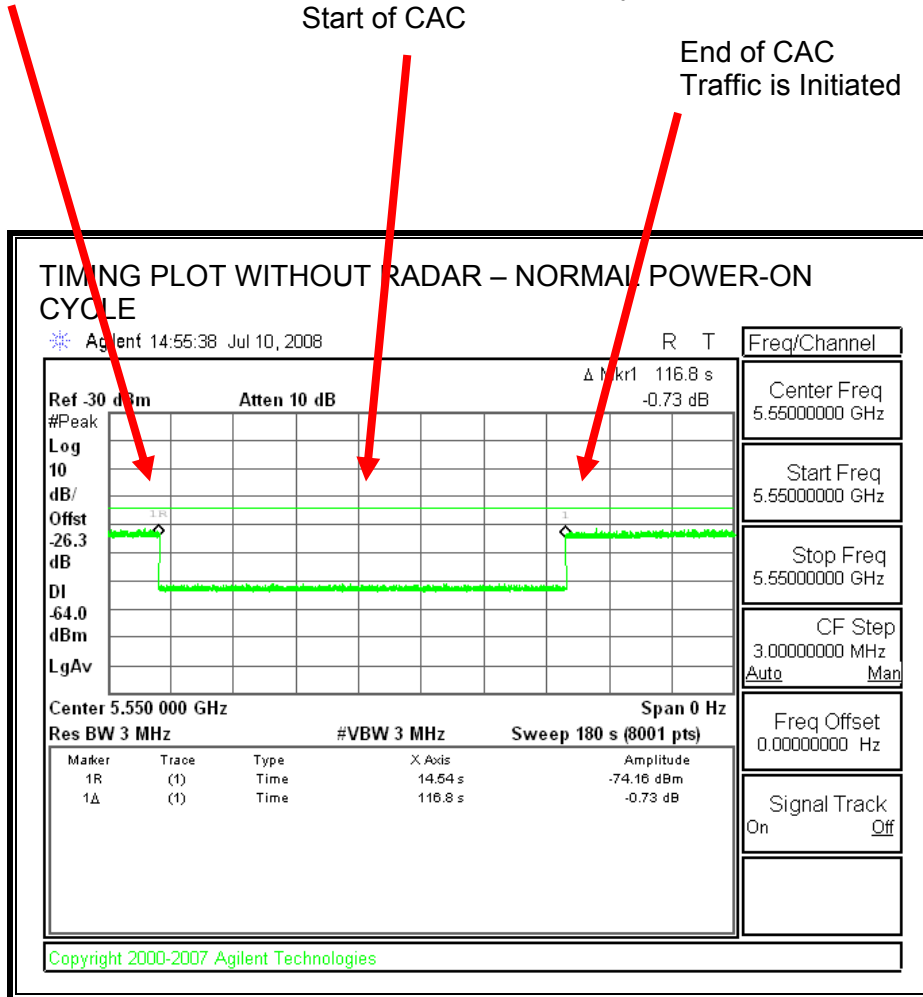 Start of CAC
End of CAC
Traffic is Initiated
TIMING PLOT WITHOUT RADAR – NORMAL POWER-ON
CYCLE
Agilent 14:55:38 Jul 10, 2008 R T
Δ Mkr1 116.8 s
Ref -30 dBm Atten 10 dB -0.73 dB
#Peak
Log
10
dB/
Offst
-26.3
dB
DI
-64.0
dBm
LgAv
1R
1
Center 5.550 000 GHz Span 0 Hz
Res BW 3 MHz #VBW 3 MHz Sweep 180 s (8001 pts)
Marker Trace Type X Axis Amplitude
1R (1) Time 14.54 s -74.16 dBm
1Δ (1) Time 116.8 s -0.73 dB
Freq/Channel
Center Freq
5.55000000 GHz
Start Freq
5.55000000 GHz
Stop Freq
5.55000000 GHz
CF Step
3.00000000 MHz
Auto Man
Freq Offset
0.00000000 Hz
Signal Track
On Off
Copyright 2000-2007 Agilent Technologies